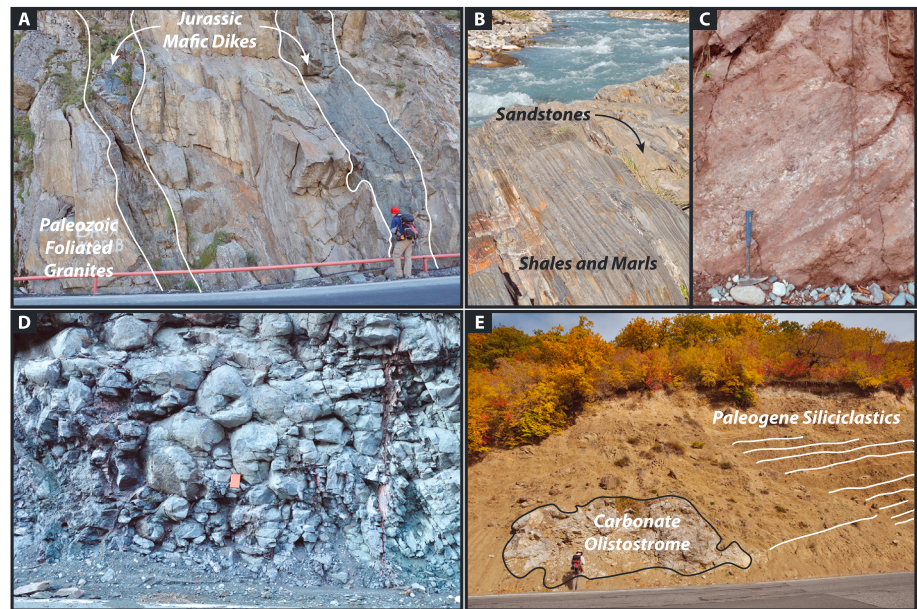 A
Jurassic
Mafic Dikes
Paleozoic
Foliated
Granites
B
Sandstones
Shales and Marls
C
D
E
Paleogene Siliciclastics
Carbonate
Olistostrome